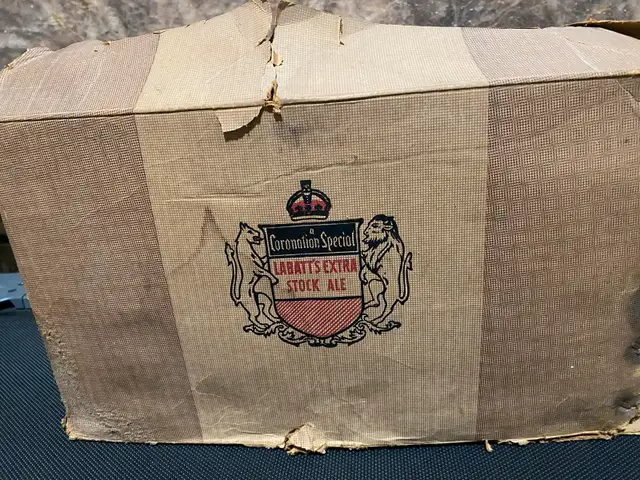 a
Coronation Special
LABATT'S EXTRA
STOCK ALE